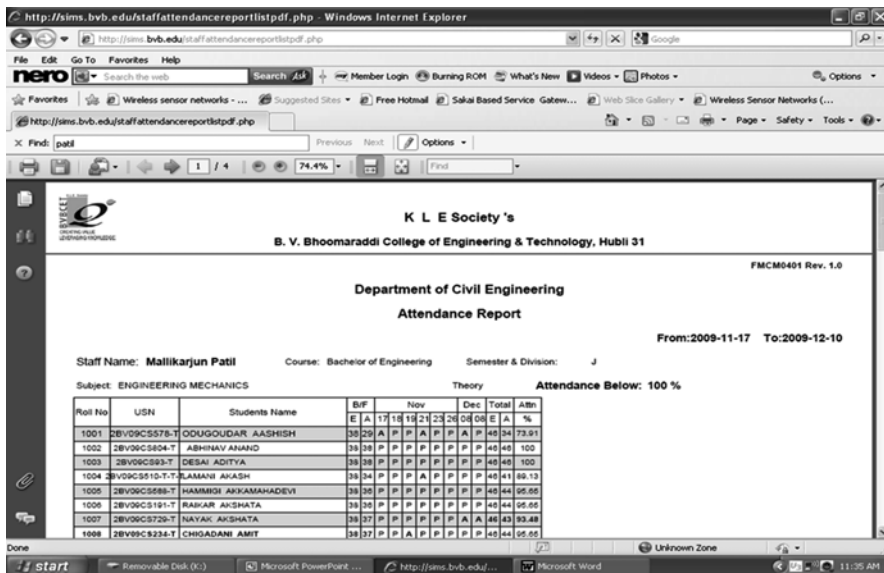 http://sims.bvb.edu/staffattendancereportlistpdf.php - Windows Internet Explorer
http://sims.bvb.edu/staffattendancereportlistpdf.php Google
File Edit Go To Favorites Help
nero Search the web Search Ask Member Login Burning ROM What's New Videos Photos Options
Favorites Wireless sensor networks - ... Suggested Sites Free Hotmail Sakai Based Service Gatew... Web Slice Gallery Wireless Sensor Networks (...
http://sims.bvb.edu/staffattendancereportlistpdf.php Page Safety Tools
X Find: patil Previous Next Options
1 / 4 74.4% Find
BVBCET
CREATING VALUE
LEVERAGING KNOWLEDGE
K L E Society 's
B. V. Bhoomaraddi College of Engineering & Technology, Hubli 31
FMCM0401 Rev. 1.0
Department of Civil Engineering
Attendance Report
From:2009-11-17 To:2009-12-10
Staff Name: Mallikarjun Patil Course: Bachelor of Engineering Semester & Division: J
Subject: ENGINEERING MECHANICS Theory Attendance Below: 100 %
Roll No USN Students Name B/F Nov Dec Total Attn
E A 17 18 19 21 23 26 08 08 E A %
1001 2BV09CS578-T ODUGOUDAR AASHISH 38 29 A P P A P P A P 46 34 73.91
1002 2BV09CS804-T ABHINAV ANAND 38 38 P P P P P P P P 46 46 100
1003 2BV09CS93-T DESAI ADITYA 38 38 P P P P P P P P 46 46 100
1004 2BV09CS510-T-T LAMANI AKASH 38 34 P P P A P P P P 46 41 89.13
1005 2BV09CS568-T HAMMIGI AKKAMAHADEVI 38 36 P P P P P P P P 46 44 95.65
1006 2BV09CS191-T RAIKAR AKSHATA 38 36 P P P P P P P P 46 44 95.65
1007 2BV09CS729-T NAYAK AKSHATA 38 37 P P P P P P A A 46 43 93.48
1008 2BV09CS234-T CHIGADANI AMIT 38 37 P P A P P P P P 46 44 95.65
Done Unknown Zone
start Removable Disk (K:) Microsoft PowerPoint ... http://sims.bvb.edu/... Microsoft Word 11:35 AM